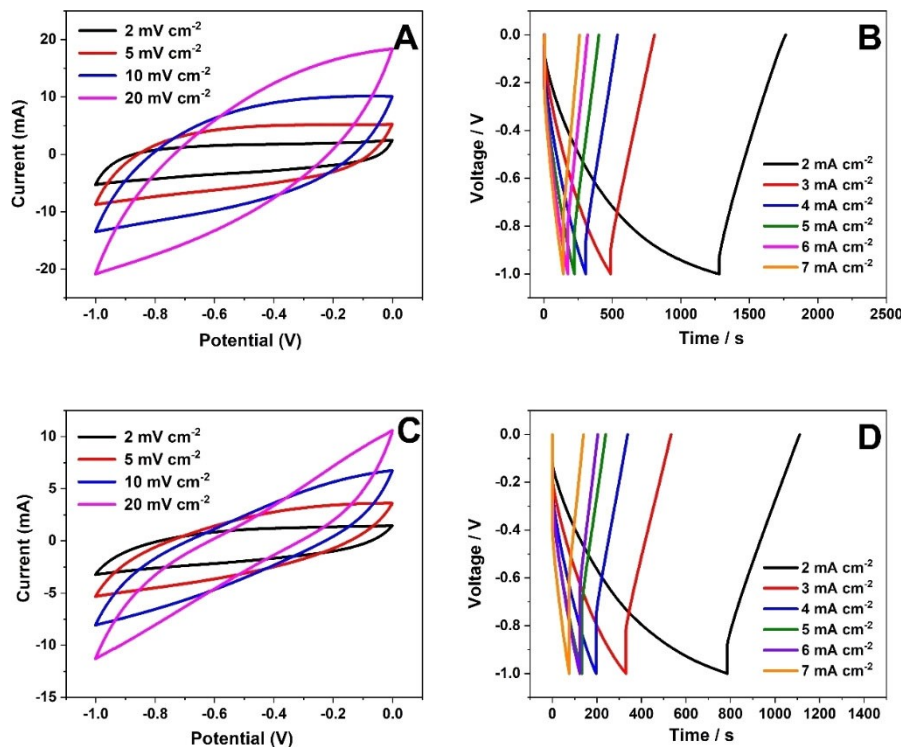 A
2 mV cm⁻²
5 mV cm⁻²
10 mV cm⁻²
20 mV cm⁻²
20
10
0
-10
-20
Current (mA)
-1.0 -0.8 -0.6 -0.4 -0.2 0.0
Potential (V)
B
0.0
-0.2
-0.4
-0.6
-0.8
-1.0
Voltage / V
2 mA cm⁻²
3 mA cm⁻²
4 mA cm⁻²
5 mA cm⁻²
6 mA cm⁻²
7 mA cm⁻²
0 500 1000 1500 2000 2500
Time / s
C
2 mV cm⁻²
5 mV cm⁻²
10 mV cm⁻²
20 mV cm⁻²
10
5
0
-5
-10
-15
Current (mA)
-1.0 -0.8 -0.6 -0.4 -0.2 0.0
Potential (V)
D
0.0
-0.2
-0.4
-0.6
-0.8
-1.0
Voltage / V
2 mA cm⁻²
3 mA cm⁻²
4 mA cm⁻²
5 mA cm⁻²
6 mA cm⁻²
7 mA cm⁻²
0 200 400 600 800 1000 1200 1400
Time / s